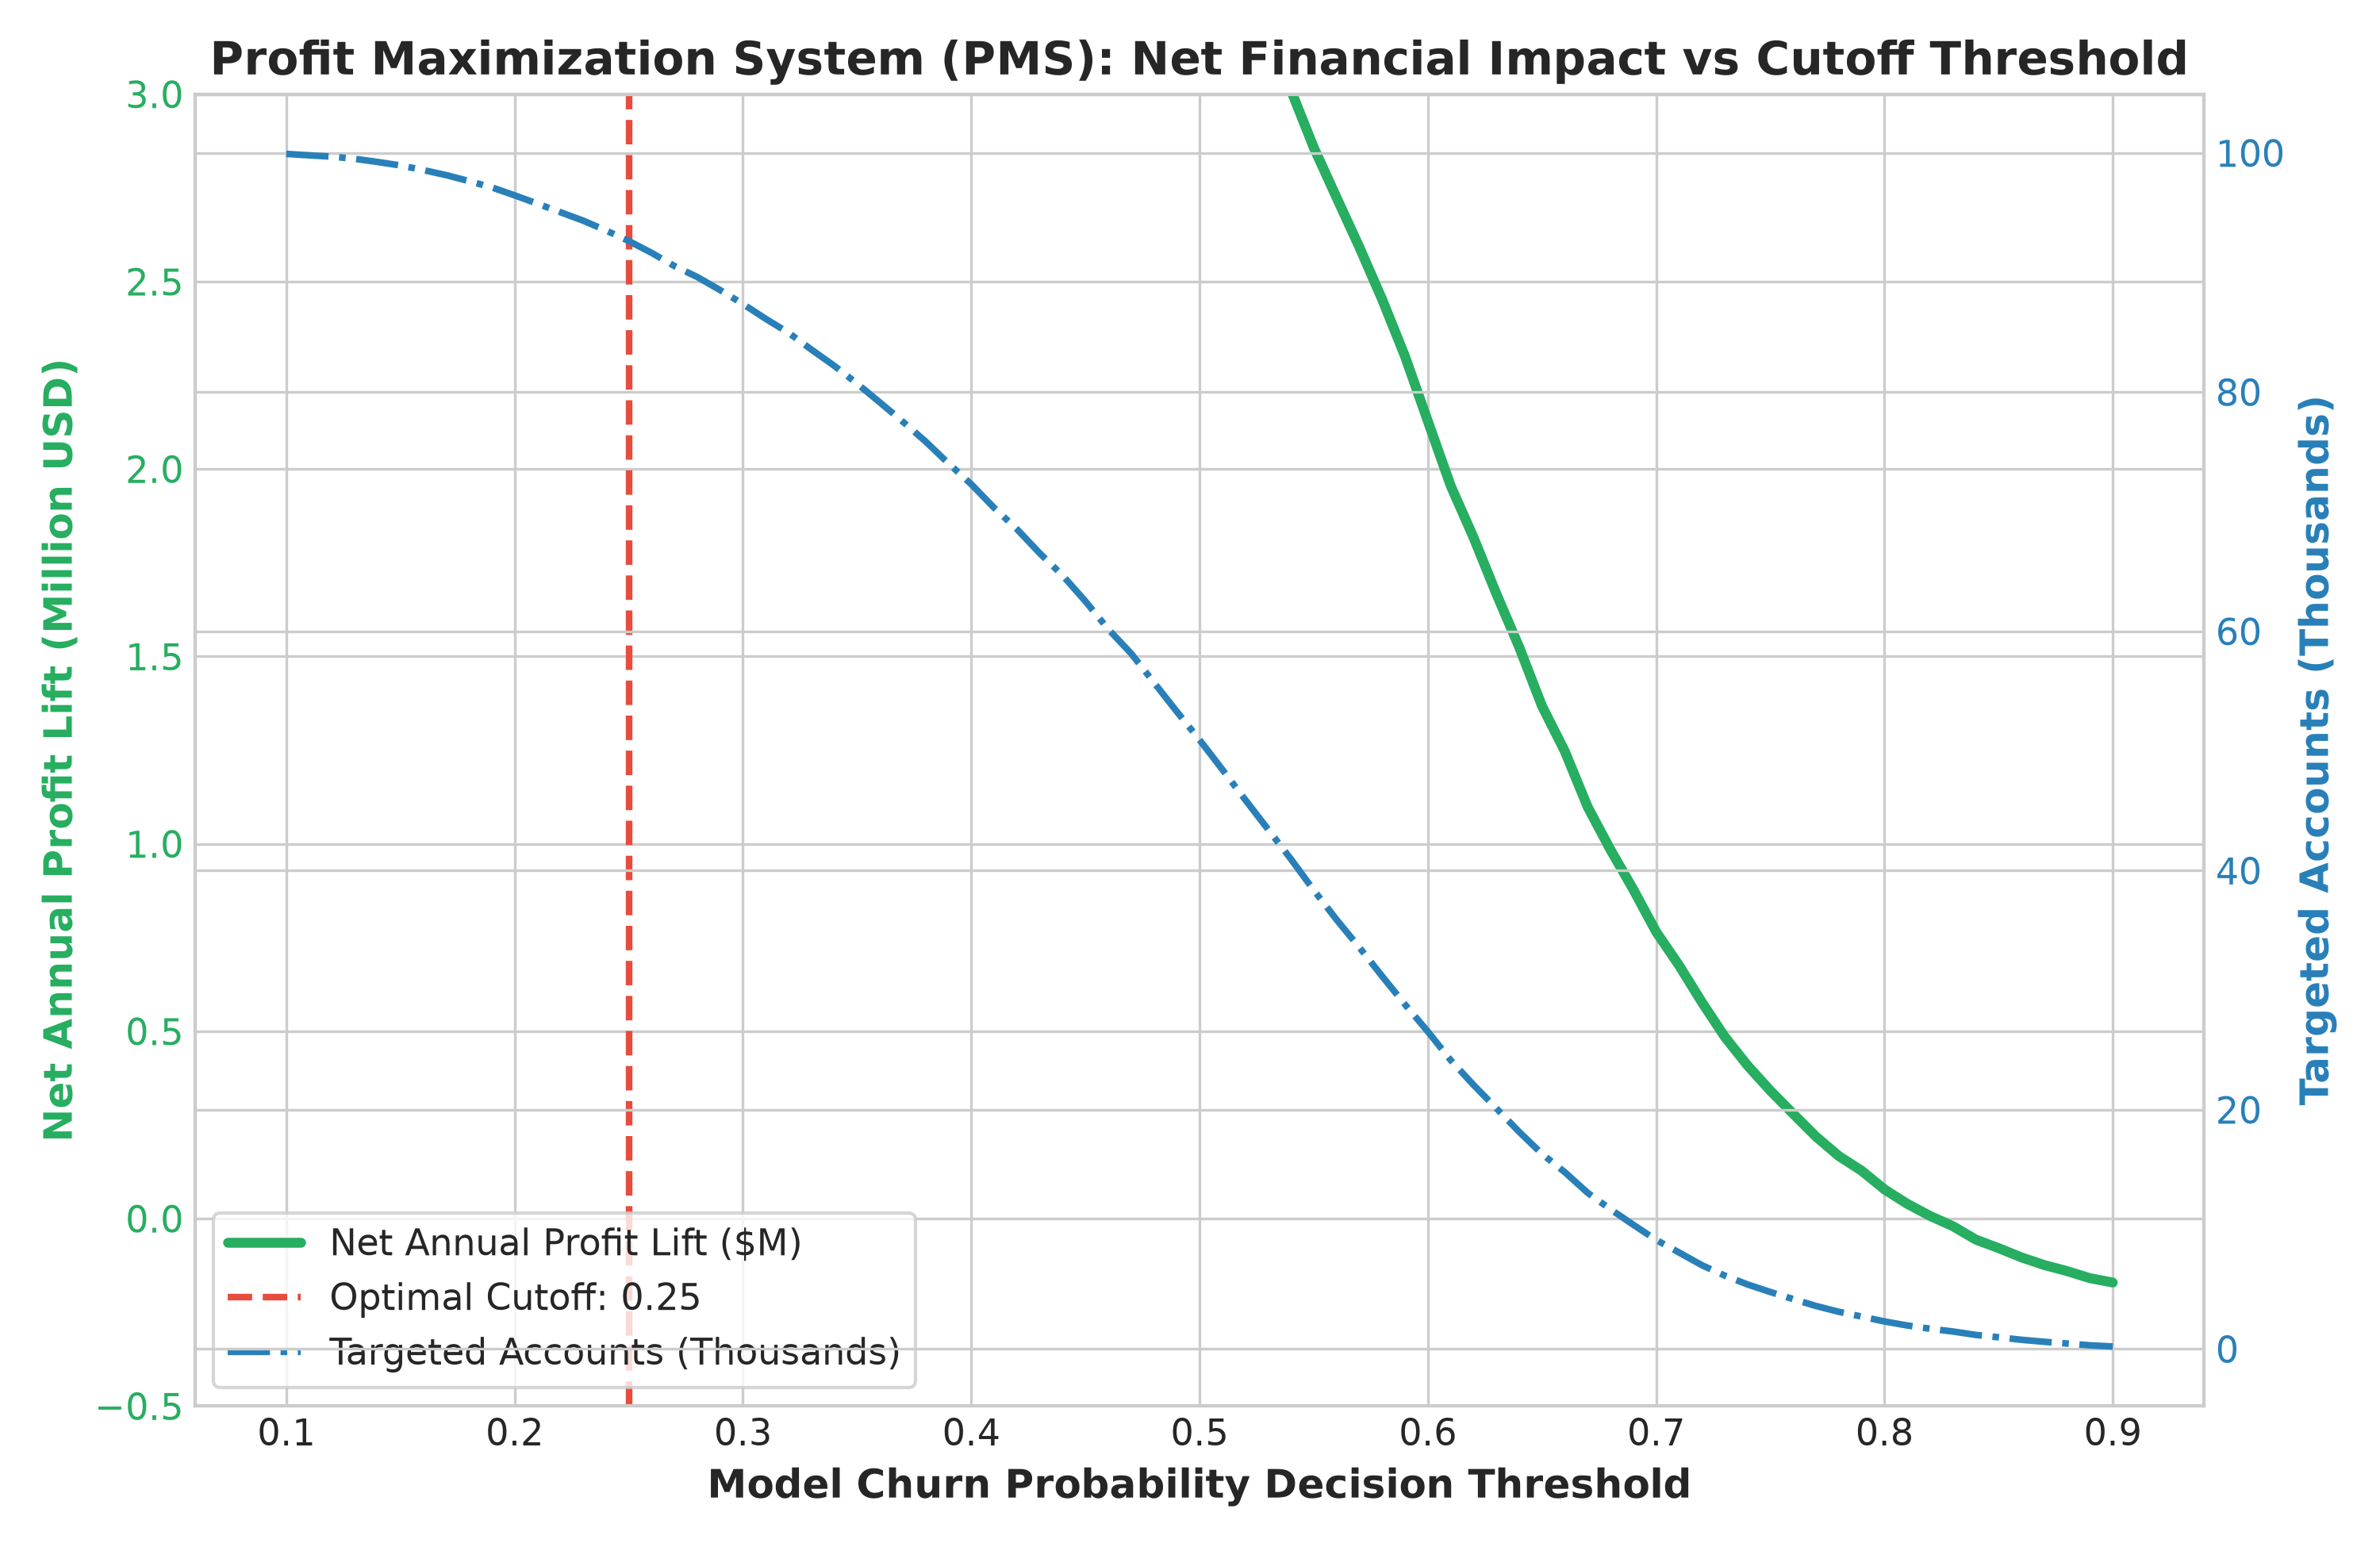 Profit Maximization System (PMS): Net Financial Impact vs Cutoff Threshold
Net Annual Profit Lift (Million USD)
3.0
2.5
2.0
1.5
1.0
0.5
0.0
−0.5
100
80
60
40
20
0
Targeted Accounts (Thousands)
Net Annual Profit Lift ($M)
Optimal Cutoff: 0.25
Targeted Accounts (Thousands)
0.1 0.2 0.3 0.4 0.5 0.6 0.7 0.8 0.9
Model Churn Probability Decision Threshold